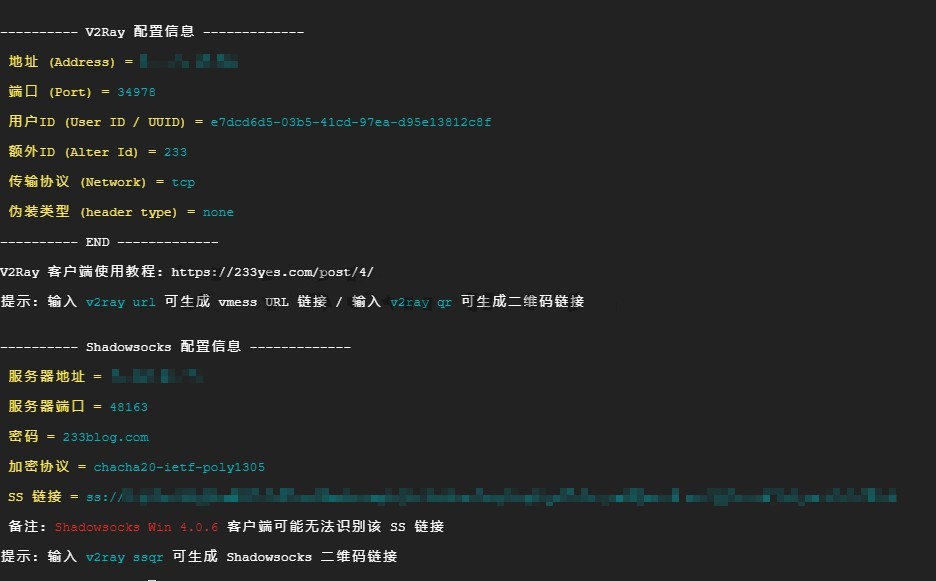 ---------- V2Ray 配置信息 -------------
地址 (Address) =
端口 (Port) = 34978
用户ID (User ID / UUID) = e7dcd6d5-03b5-41cd-97ea-d95e13812c8f
额外ID (Alter Id) = 233
传输协议 (Network) = tcp
伪装类型 (header type) = none
---------- END -------------
V2Ray 客户端使用教程: https://233yes.com/post/4/
提示: 输入 v2ray url 可生成 vmess URL 链接 / 输入 v2ray qr 可生成二维码链接
---------- Shadowsocks 配置信息 -------------
服务器地址 =
服务器端口 = 48163
密码 = 233blog.com
加密协议 = chacha20-ietf-poly1305
SS 链接 = ss://
备注: Shadowsocks Win 4.0.6 客户端可能无法识别该 SS 链接
提示: 输入 v2ray ssqr 可生成 Shadowsocks 二维码链接